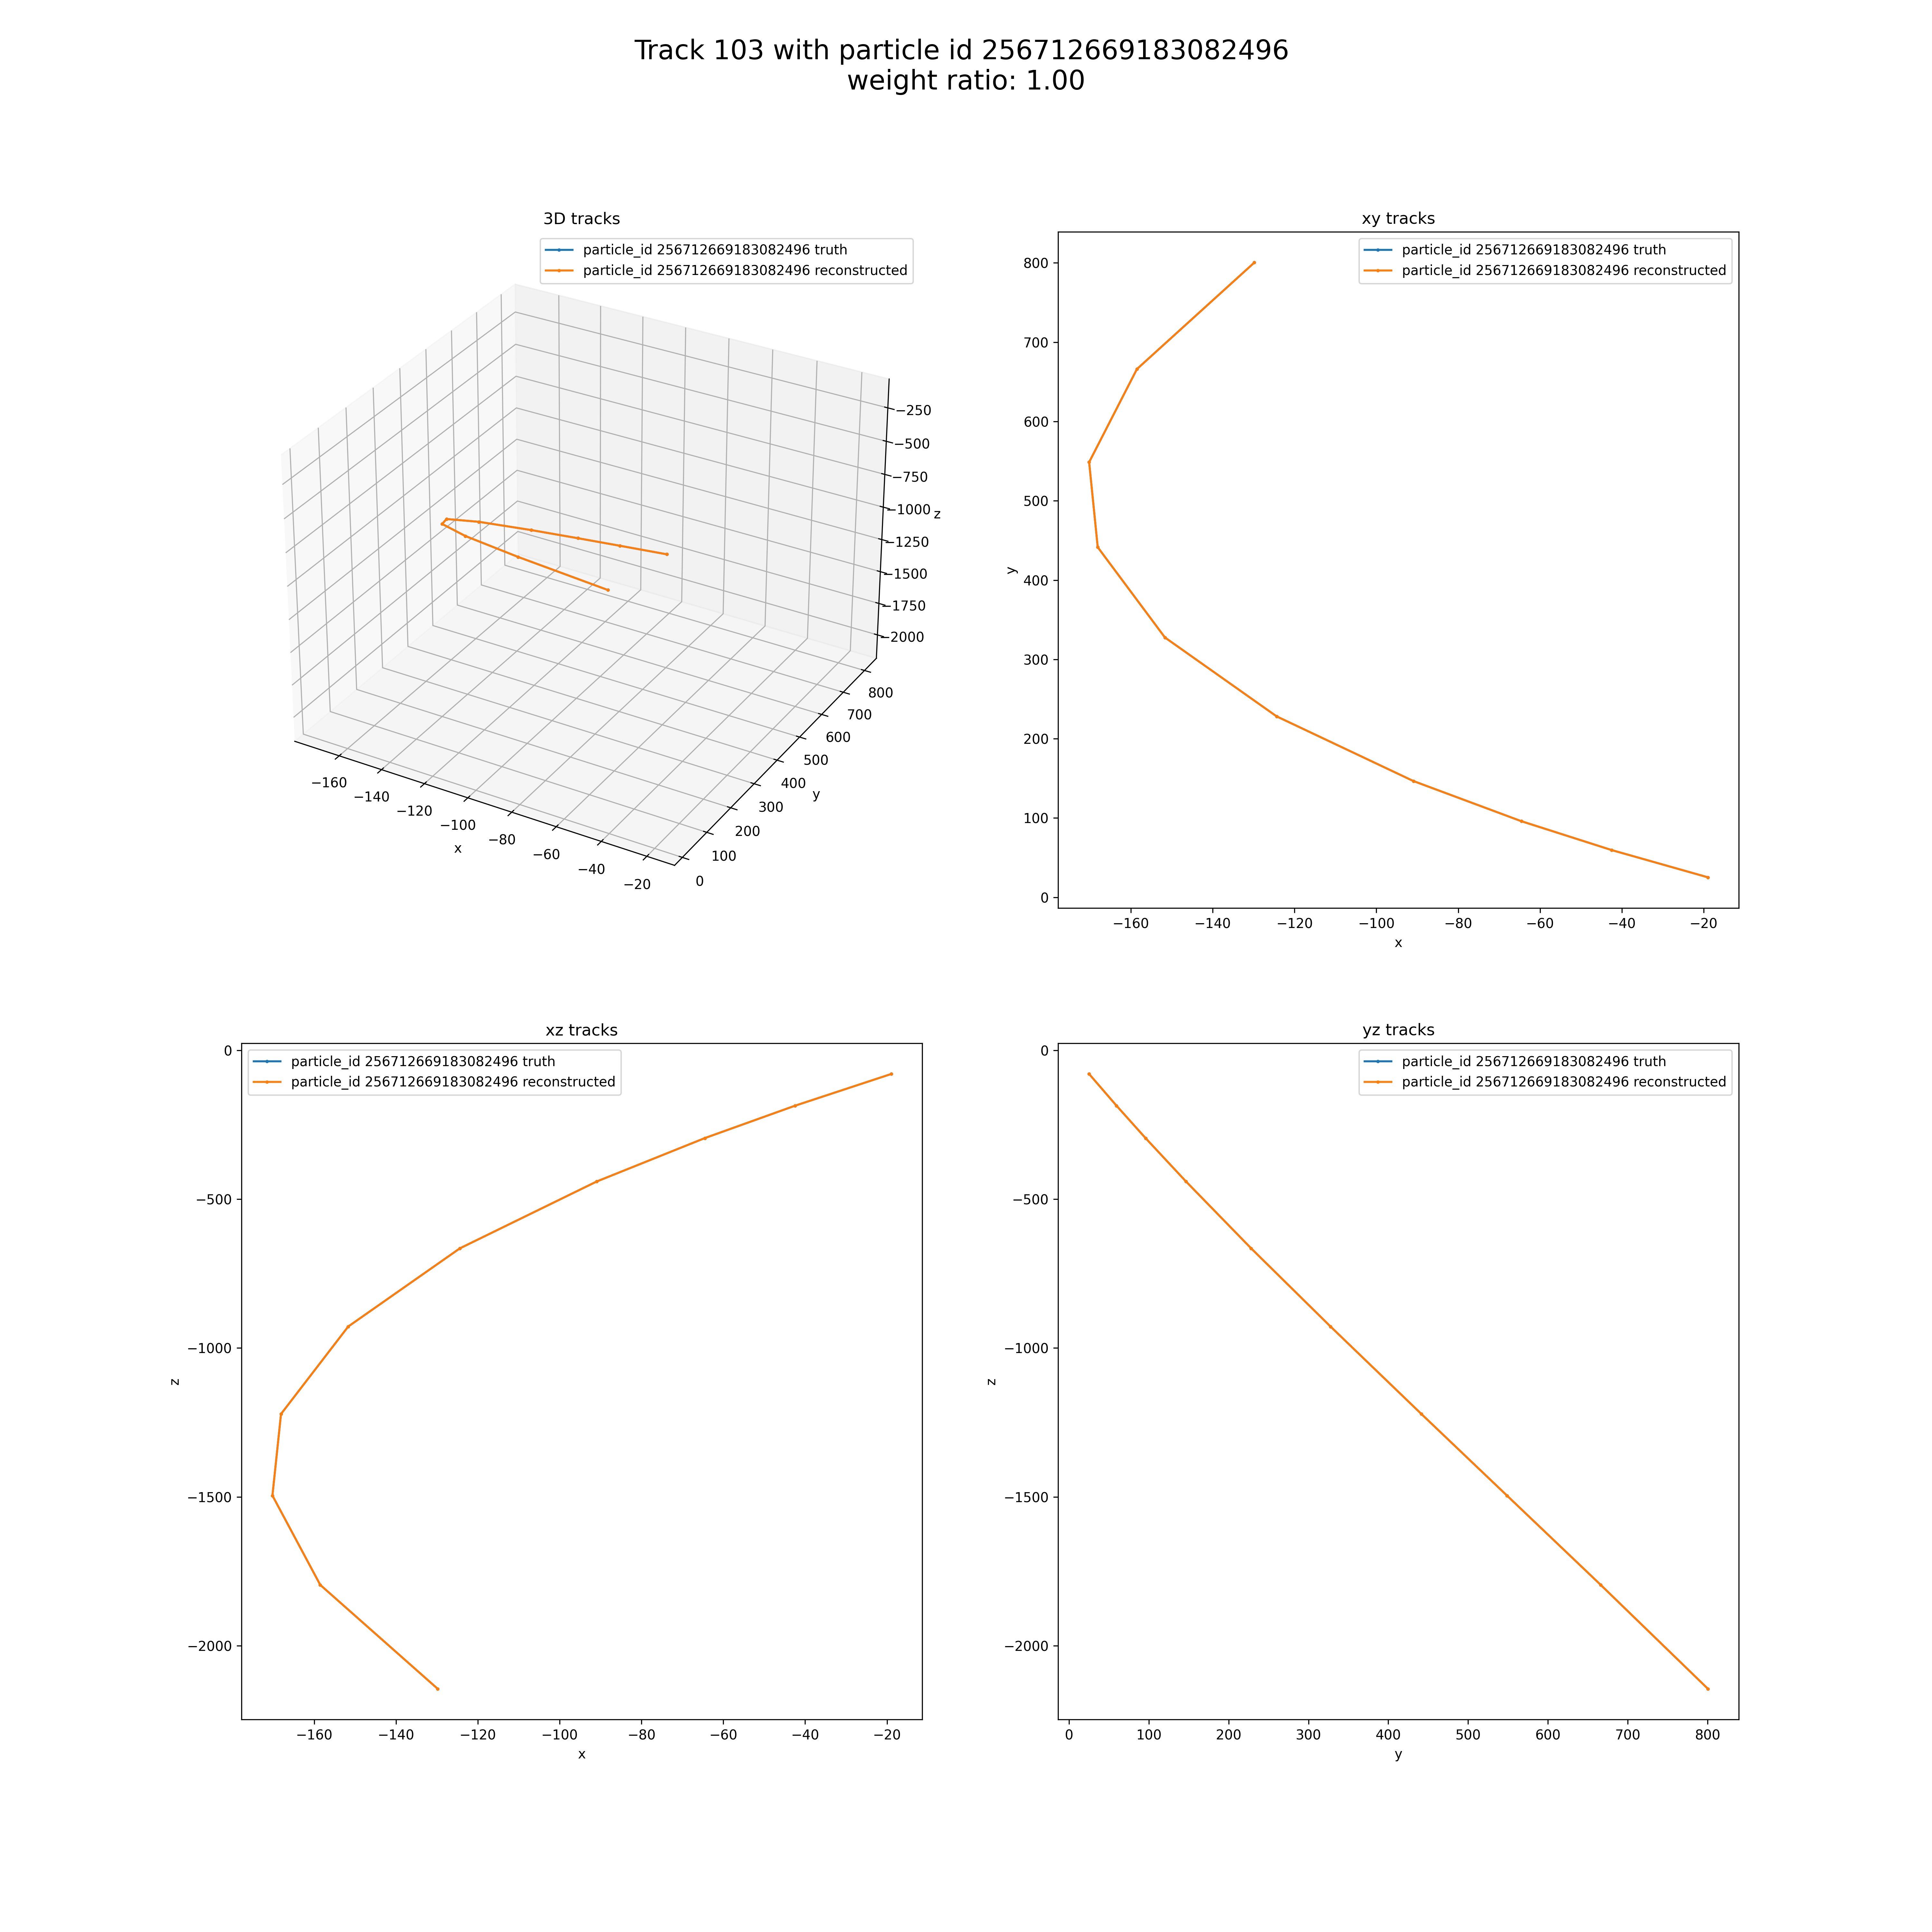 Track 103 with particle id 256712669183082496
weight ratio: 1.00
3D tracks
particle_id 256712669183082496 truth
particle_id 256712669183082496 reconstructed
−250
−500
−750
−1000
−1250
−1500
−1750
−2000
z
−160
−140
−120
−100
−80
−60
−40
−20
x
0
100
200
300
400
500
600
700
800
y
xy tracks
particle_id 256712669183082496 truth
particle_id 256712669183082496 reconstructed
800
700
600
500
400
300
200
100
0
y
−160 −140 −120 −100 −80 −60 −40 −20
x
xz tracks
particle_id 256712669183082496 truth
particle_id 256712669183082496 reconstructed
0
−500
−1000
−1500
−2000
z
−160 −140 −120 −100 −80 −60 −40 −20
x
yz tracks
particle_id 256712669183082496 truth
particle_id 256712669183082496 reconstructed
0
−500
−1000
−1500
−2000
z
0 100 200 300 400 500 600 700 800
y